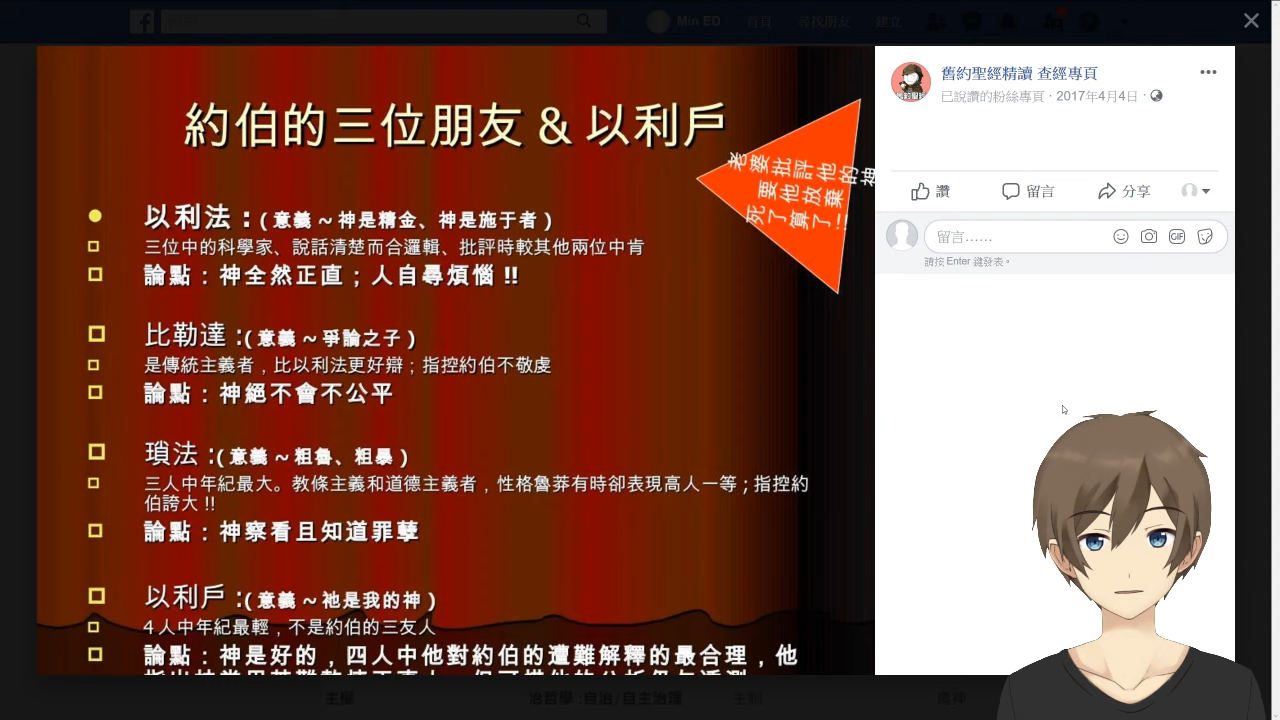 Min ED
首頁
尋找朋友
建立
約伯的三位朋友 & 以利戶
老婆批評他的神
要他放棄
死了算了!!
以利法：(意義～神是精金、神是施于者)
三位中的科學家、說話清楚而合邏輯、批評時較其他兩位中肯
論點：神全然正直；人自尋煩惱 !!
比勒達：(意義～爭論之子)
是傳統主義者，比以利法更好辯；指控約伯不敬虔
論點：神絕不會不公平
瑣法：(意義～粗魯、粗暴)
三人中年紀最大。教條主義和道德主義者，性格魯莽有時卻表現高人一等；指控約
伯誇大 !!
論點：神察看且知道罪孽
以利戶：(意義～祂是我的神)
4人中年紀最輕，不是約伯的三友人
論點：神是好的，四人中他對約伯的遭難解釋的最合理，他
舊約聖經精讀 查經專頁
已說讚的粉絲專頁 · 2017年4月4日 ·
讚
留言
分享
留言……
GIF
請按 Enter 鍵發表。
主權
治哲學：自治/自主治理
精神